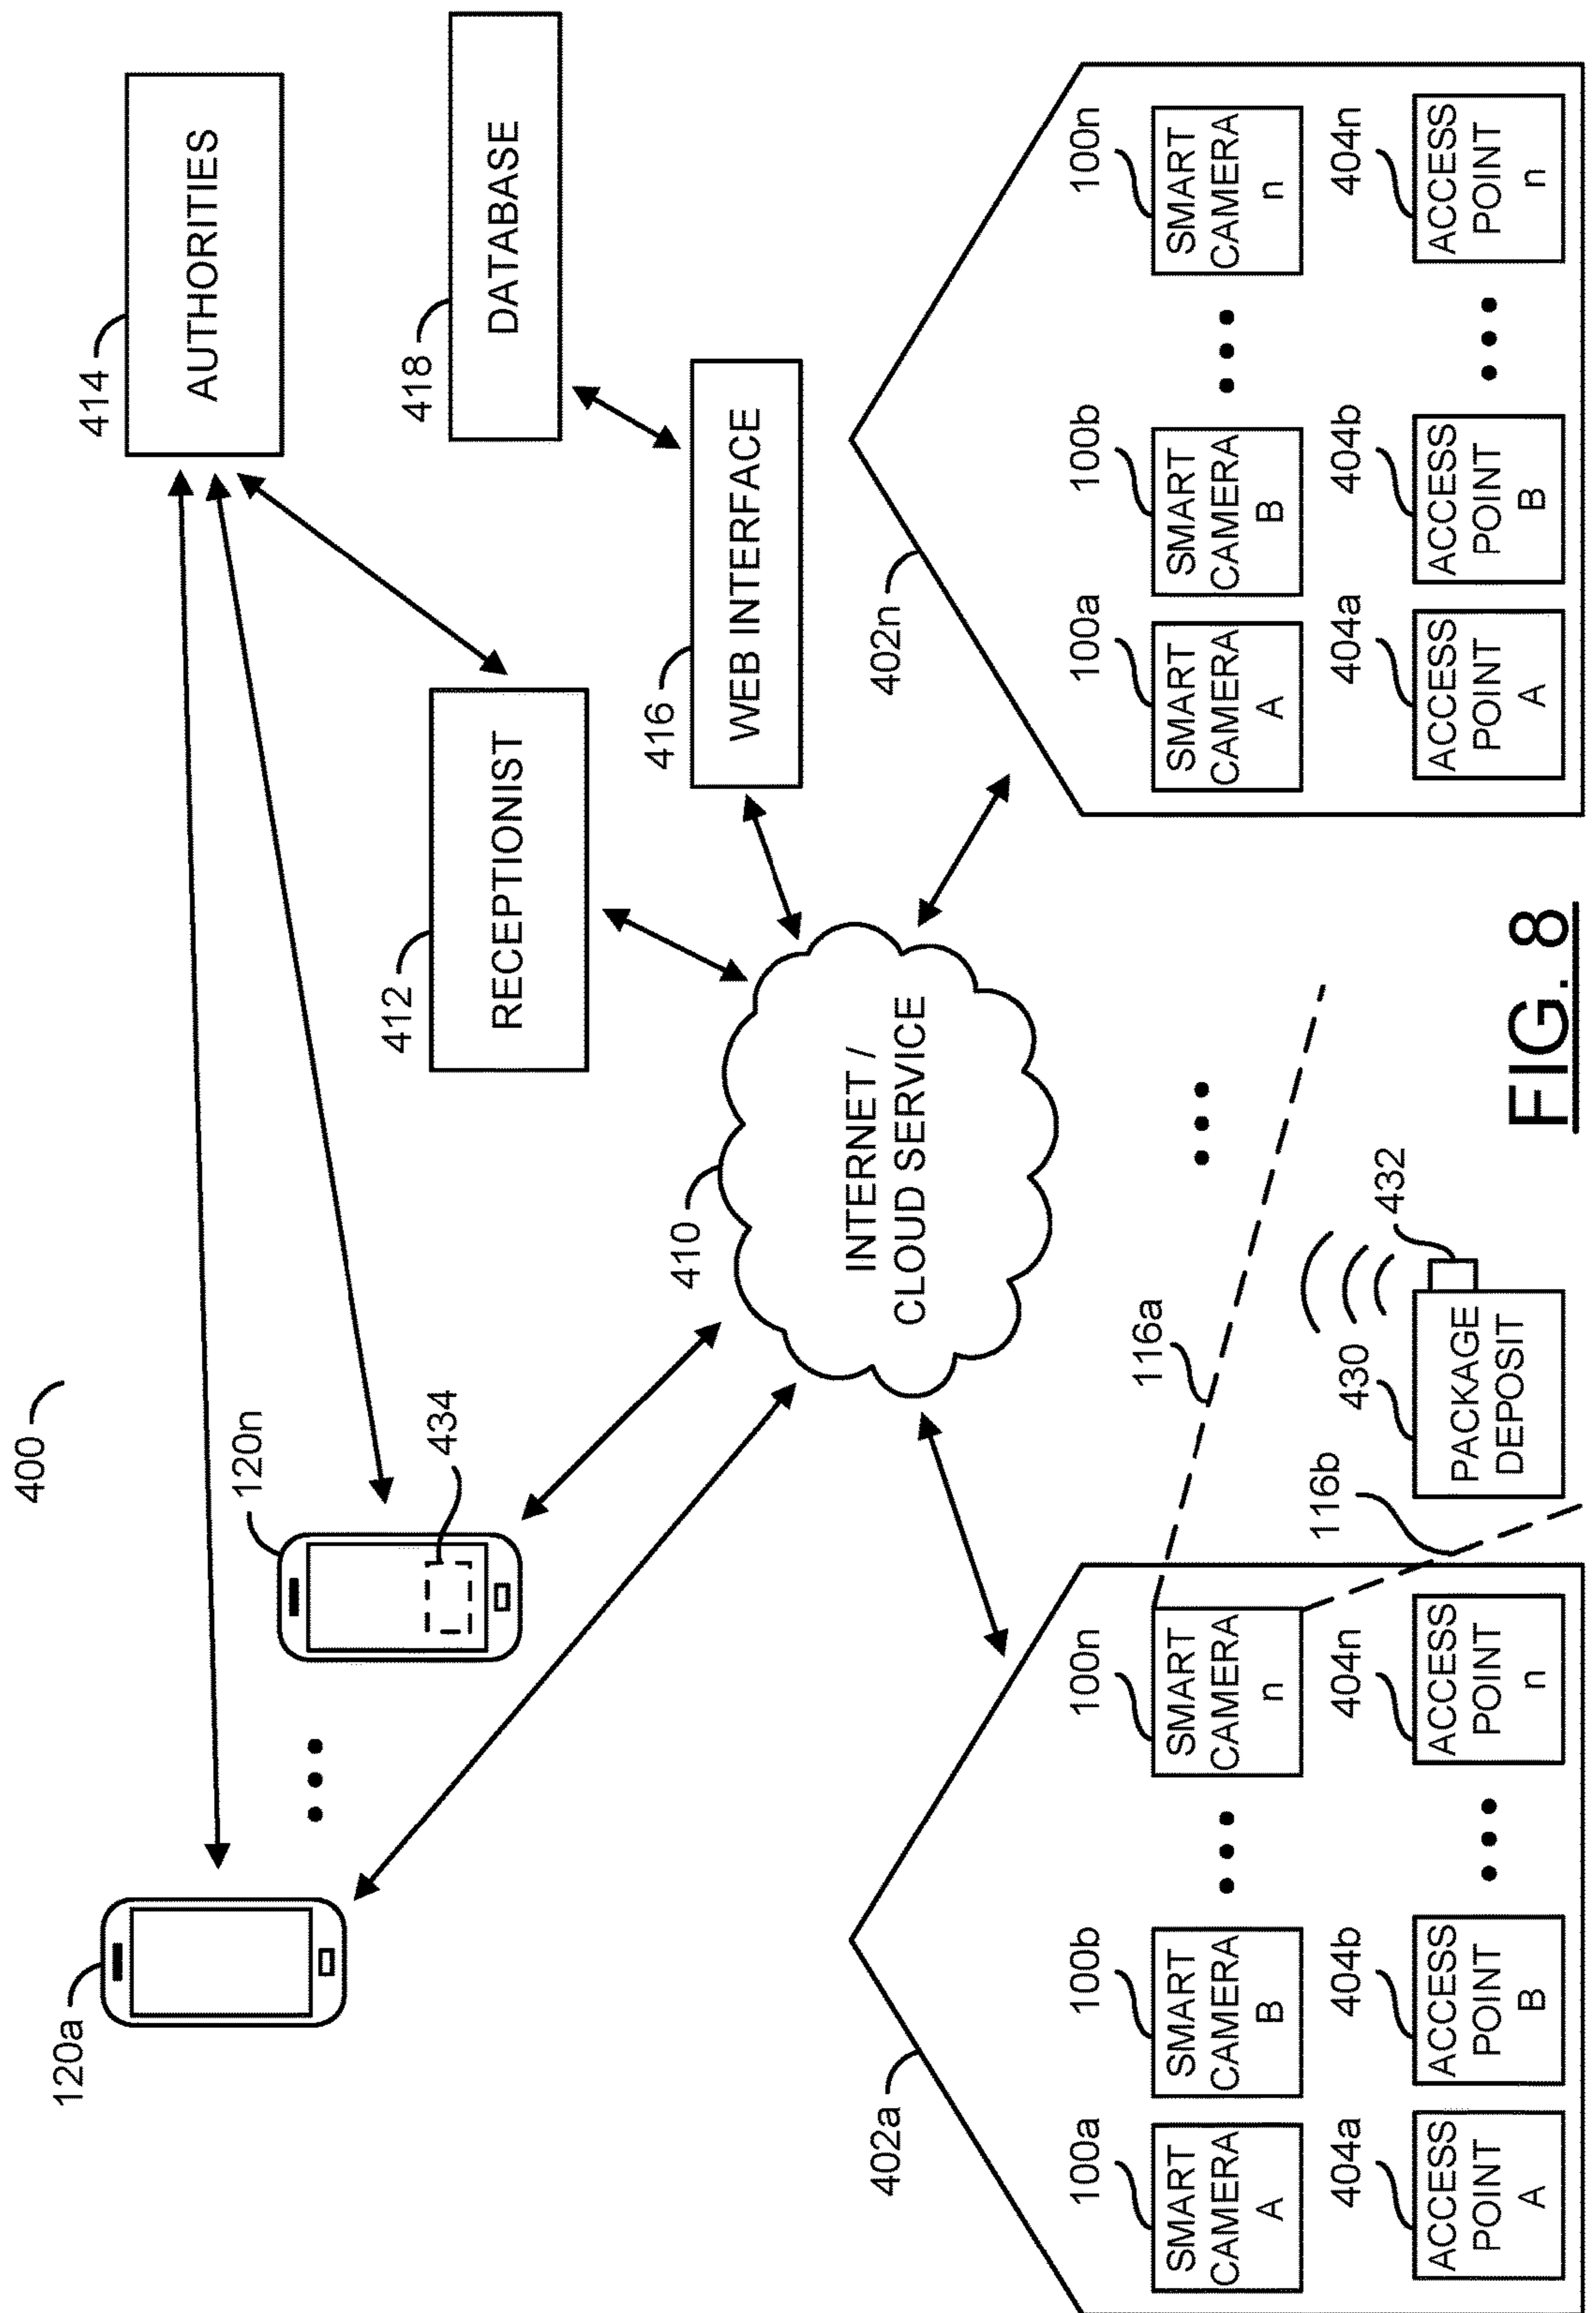 400
120a
120n
434
414
AUTHORITIES
412
RECEPTIONIST
418
DATABASE
416
WEB INTERFACE
410
INTERNET /
CLOUD SERVICE
402a
100a
SMART
CAMERA
A
100b
SMART
CAMERA
B
100n
SMART
CAMERA
n
404a
ACCESS
POINT
A
404b
ACCESS
POINT
B
404n
ACCESS
POINT
n
116a
116b
430
432
PACKAGE
DEPOSIT
402n
100a
SMART
CAMERA
A
100b
SMART
CAMERA
B
100n
SMART
CAMERA
n
404a
ACCESS
POINT
A
404b
ACCESS
POINT
B
404n
ACCESS
POINT
n
FIG. 8